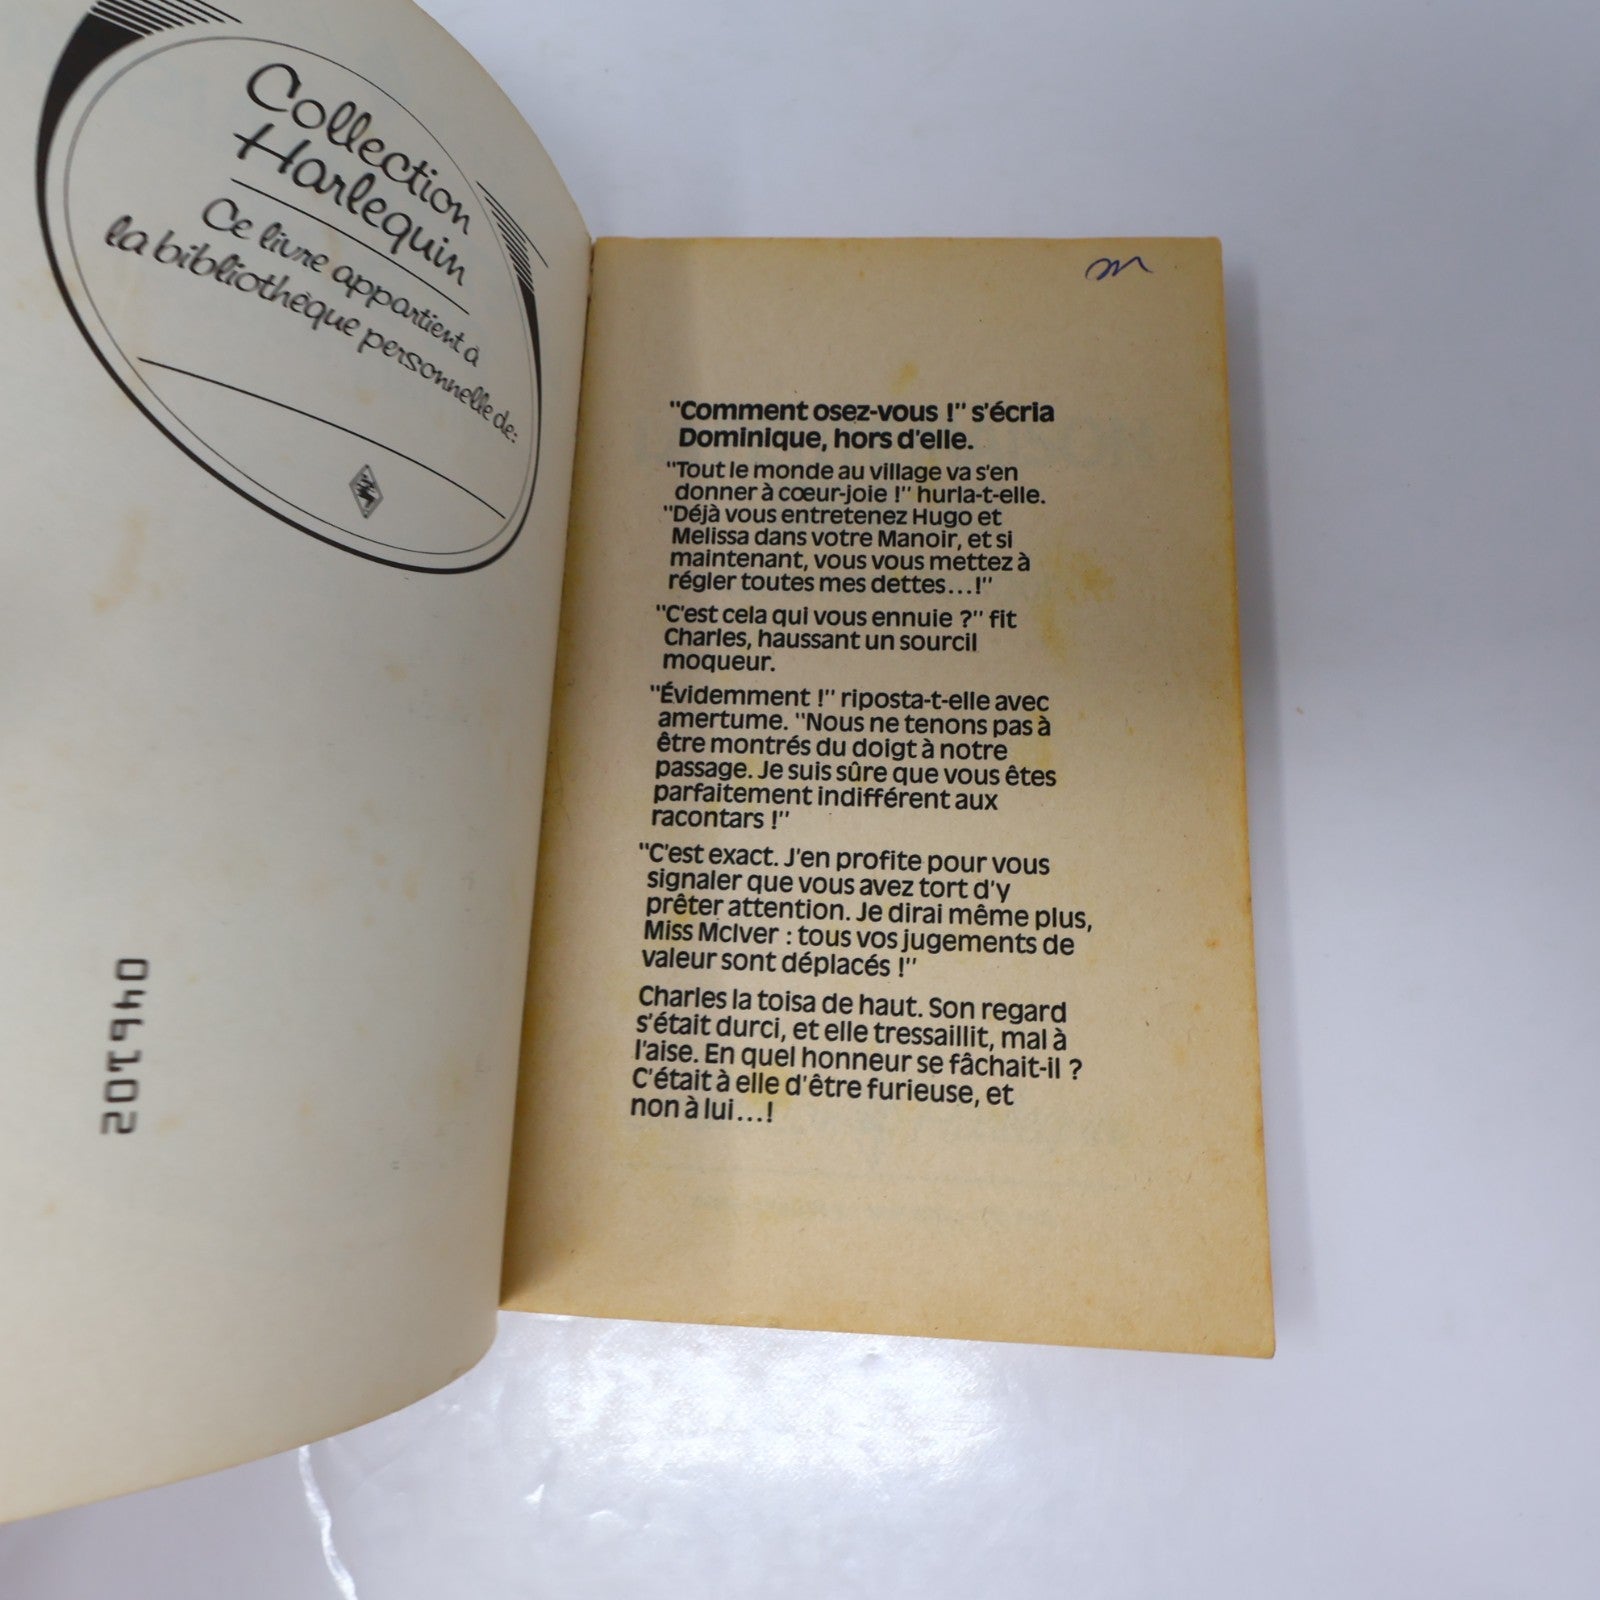 Collection
Harlequin
Ce livre appartient à
la bibliothèque personnelle de:
046102
"Comment osez-vous !" s'écria
Dominique, hors d'elle.
"Tout le monde au village va s'en
donner à cœur-joie !" hurla-t-elle.
"Déjà vous entretenez Hugo et
Melissa dans votre Manoir, et si
maintenant, vous vous mettez à
régler toutes mes dettes...!"
"C'est cela qui vous ennuie ?" fit
Charles, haussant un sourcil
moqueur.
"Évidemment !" riposta-t-elle avec
amertume. "Nous ne tenons pas à
être montrés du doigt à notre
passage. Je suis sûre que vous êtes
parfaitement indifférent aux
racontars !"
"C'est exact. J'en profite pour vous
signaler que vous avez tort d'y
prêter attention. Je dirai même plus,
Miss McIver : tous vos jugements de
valeur sont déplacés !"
Charles la toisa de haut. Son regard
s'était durci, et elle tressaillit, mal à
l'aise. En quel honneur se fâchait-il ?
C'était à elle d'être furieuse, et
non à lui...!